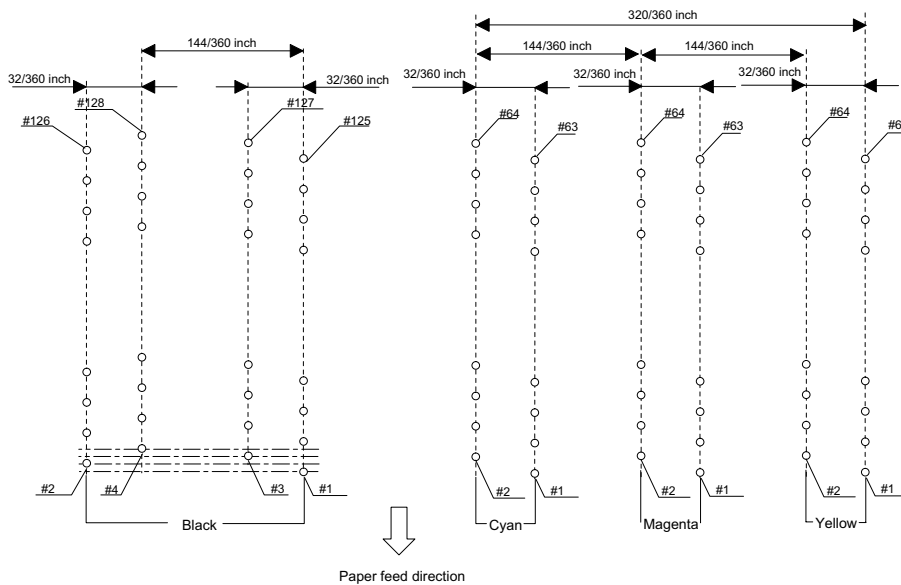 320/360 inch
144/360 inch
144/360 inch 144/360 inch
32/360 inch 32/360 inch 32/360 inch 32/360 inch 32/360 inch
#128 #127
#126 #125
#64 #63 #64 #63 #64
#2 #4 #3 #1
#2 #1 #2 #1 #2 #1
Black Cyan Magenta Yellow
Paper feed direction